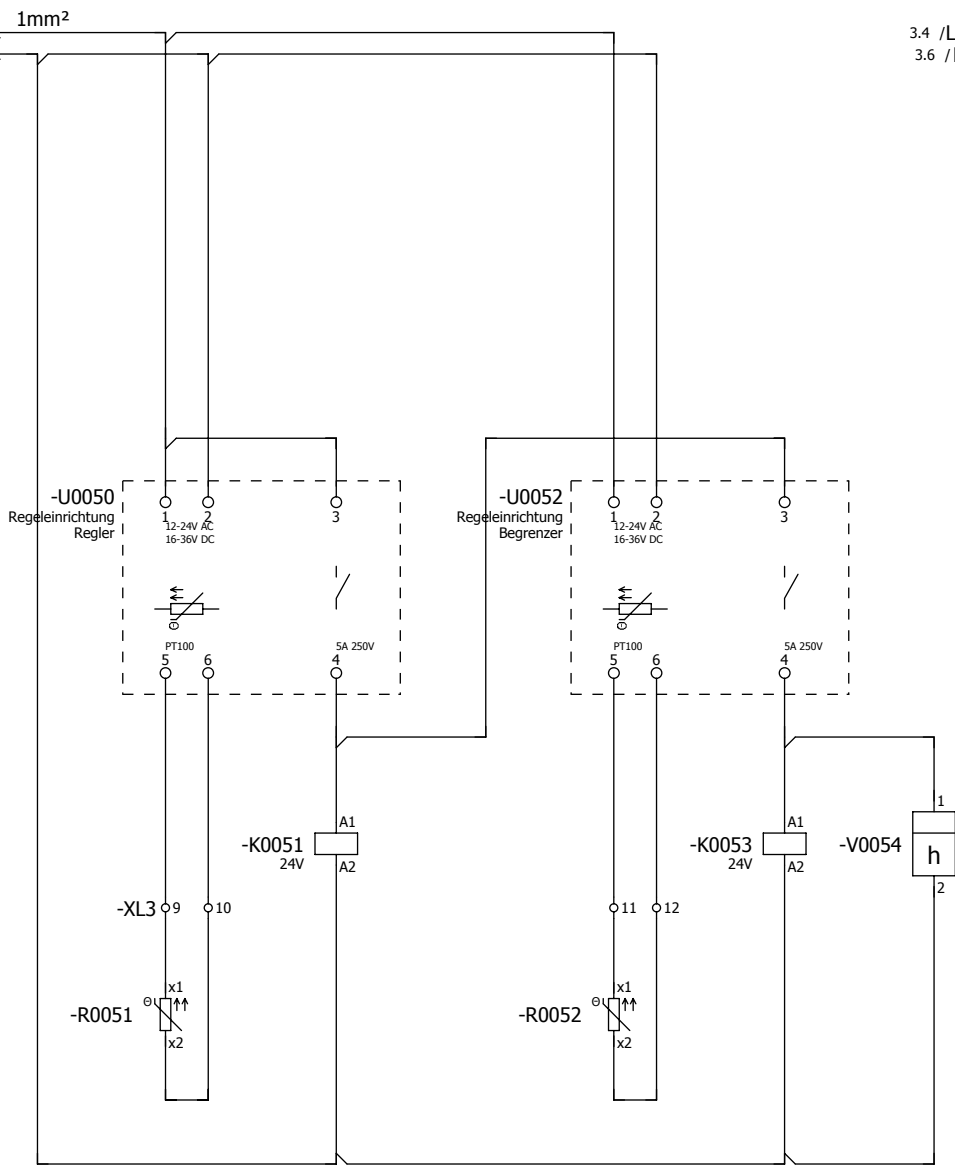 1mm²
3.4 /L
3.6 /
-U0050
Regeleinrichtung
Regler
1
2
3
12-24V AC
16-36V DC
PT100
5A 250V
5
6
4
-U0052
Regeleinrichtung
Begrenzer
1
2
3
12-24V AC
16-36V DC
PT100
5A 250V
5
6
4
-K0051
24V
A1
A2
-K0053
24V
A1
A2
-V0054
1
h
2
-XL3
9
10
11
12
-R0051
x1
Θ
x2
-R0052
x1
Θ
x2